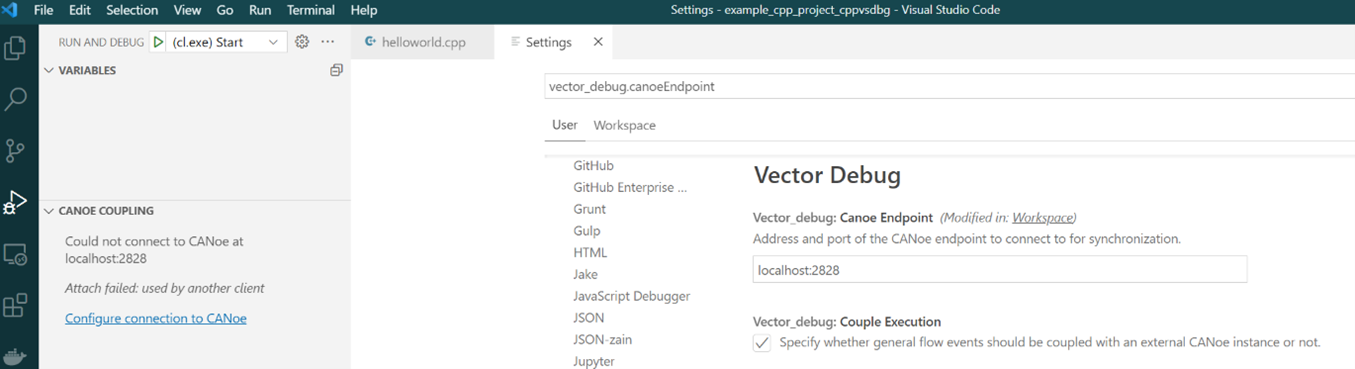 File Edit Selection View Go Run Terminal Help
Settings - example_cpp_project_cppvsdbg - Visual Studio Code
RUN AND DEBUG (cl.exe) Start
helloworld.cpp
Settings
VARIABLES
CANOE COUPLING
Could not connect to CANoe at
localhost:2828
Attach failed: used by another client
Configure connection to CANoe
vector_debug.canoeEndpoint
User Workspace
GitHub
GitHub Enterprise ...
Grunt
Gulp
HTML
Jake
JavaScript Debugger
JSON
JSON-zain
Jupyter
Vector Debug
Vector_debug: Canoe Endpoint (Modified in: Workspace)
Address and port of the CANoe endpoint to connect to for synchronization.
localhost:2828
Vector_debug: Couple Execution
Specify whether general flow events should be coupled with an external CANoe instance or not.